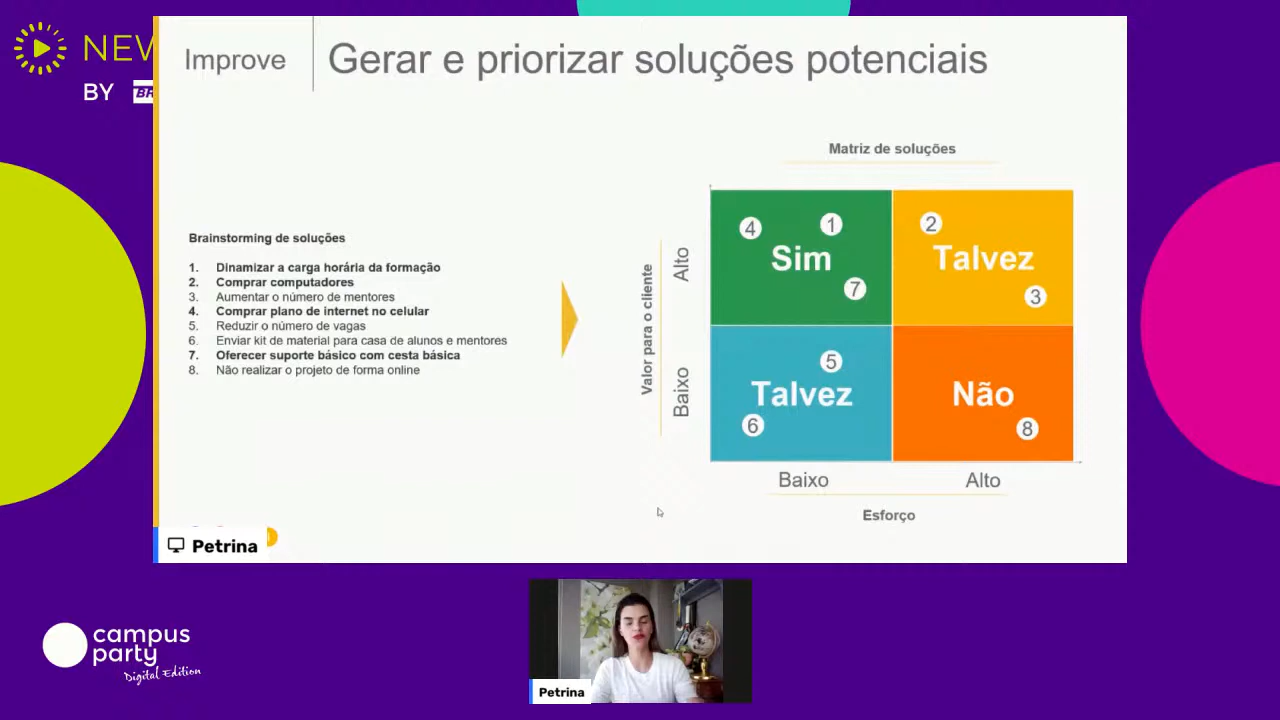 NEW
BY BR
Improve
Gerar e priorizar soluções potenciais
Matriz de soluções
Brainstorming de soluções
1. Dinamizar a carga horária da formação
2. Comprar computadores
3. Aumentar o número de mentores
4. Comprar plano de internet no celular
5. Reduzir o número de vagas
6. Enviar kit de material para casa de alunos e mentores
7. Oferecer suporte básico com cesta básica
8. Não realizar o projeto de forma online
Valor para o cliente
Alto
Baixo
4 1
Sim
7
2
Talvez
3
5
Talvez
6
Não
8
Baixo
Alto
Esforço
Petrina
campus
party
Digital Edition
Petrina